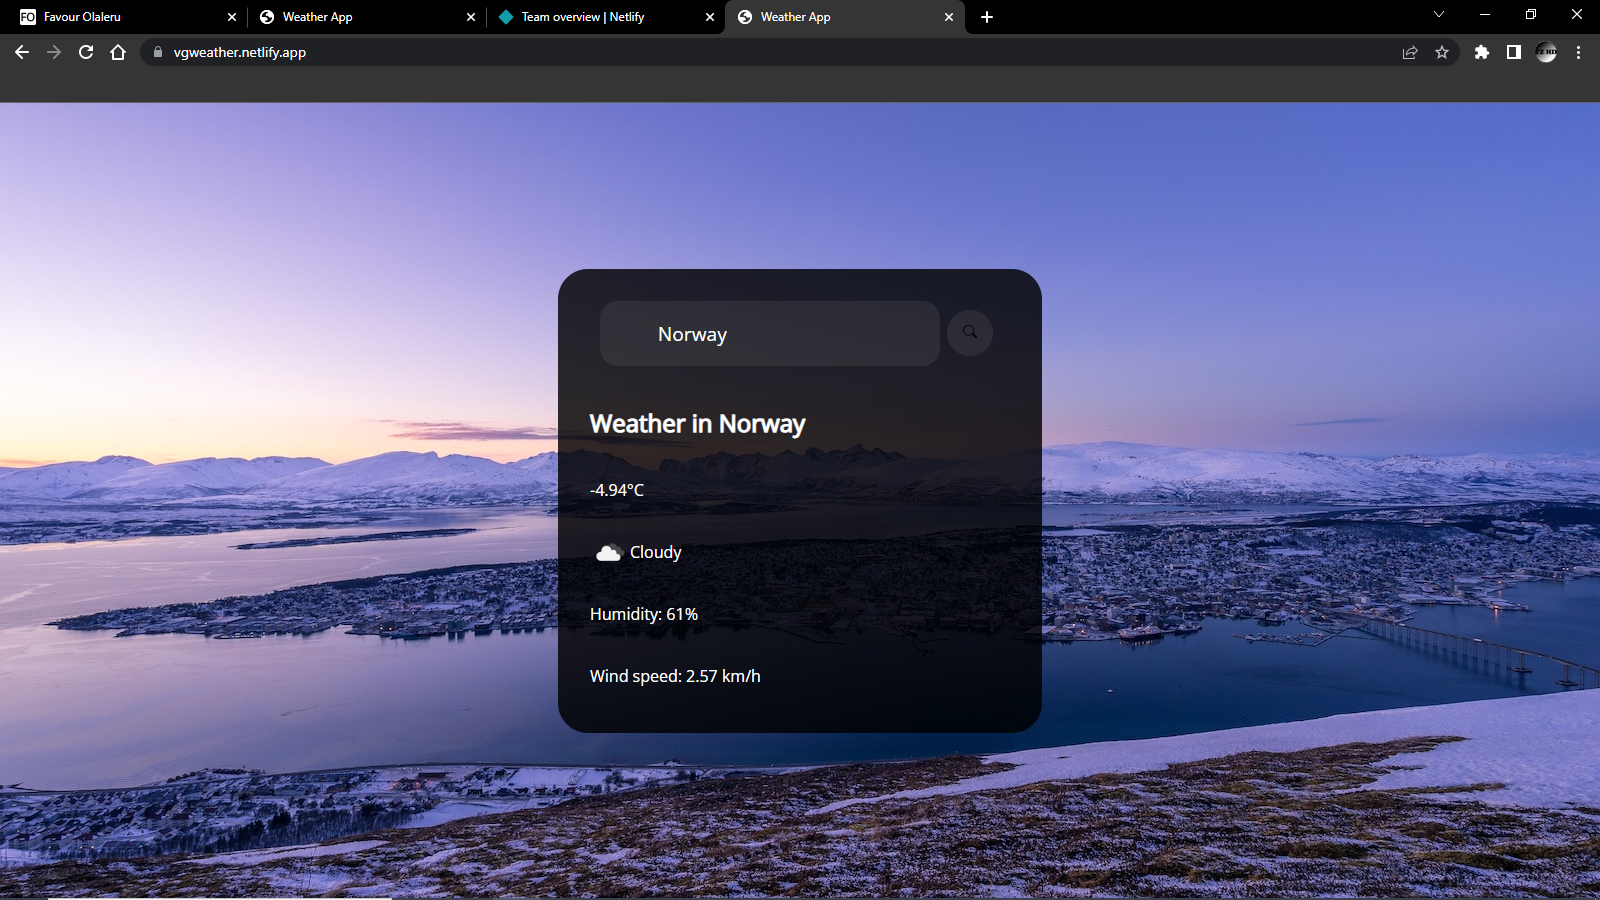 FO Favour Olaleru
Weather App
Team overview | Netlify
Weather App
vgweather.netlify.app
Norway
Weather in Norway
-4.94°C
Cloudy
Humidity: 61%
Wind speed: 2.57 km/h